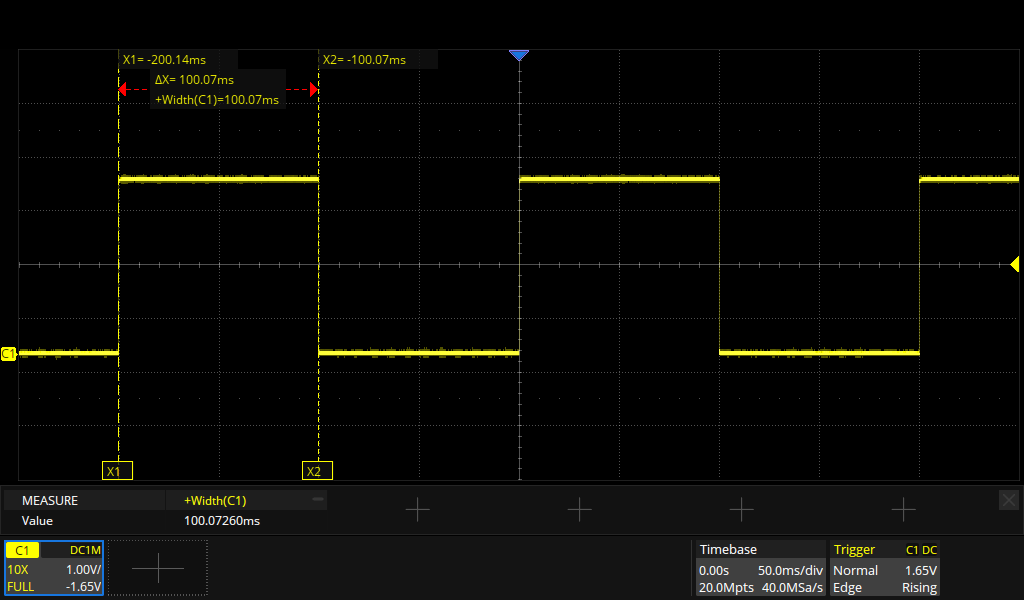 X1= -200.14ms
X2= -100.07ms
ΔX= 100.07ms
+Width(C1)=100.07ms
C1
X1
X2
MEASURE +Width(C1)
Value 100.07260ms
C1 DC1M
10X 1.00V/
FULL -1.65V
Timebase
0.00s 50.0ms/div
20.0Mpts 40.0MSa/s
Trigger C1 DC
Normal 1.65V
Edge Rising